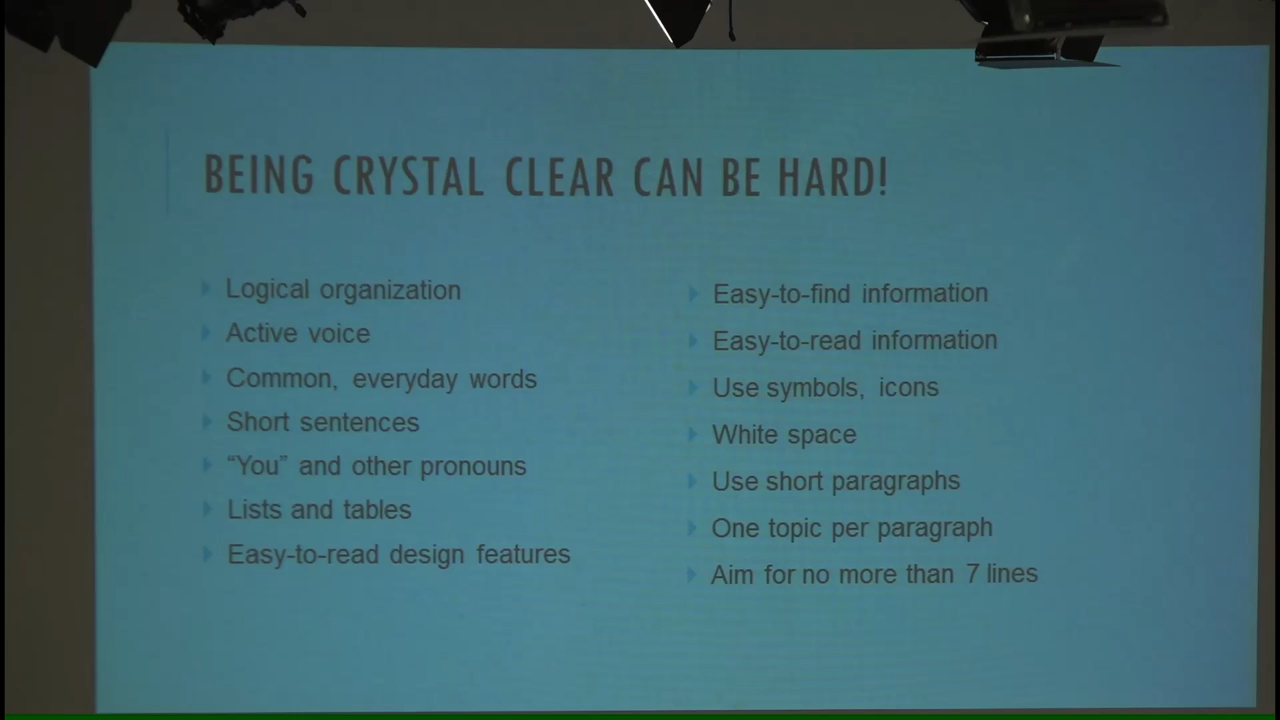 BEING CRYSTAL CLEAR CAN BE HARD!
Logical organization
Active voice
Common, everyday words
Short sentences
“You” and other pronouns
Lists and tables
Easy-to-read design features
Easy-to-find information
Easy-to-read information
Use symbols, icons
White space
Use short paragraphs
One topic per paragraph
Aim for no more than 7 lines